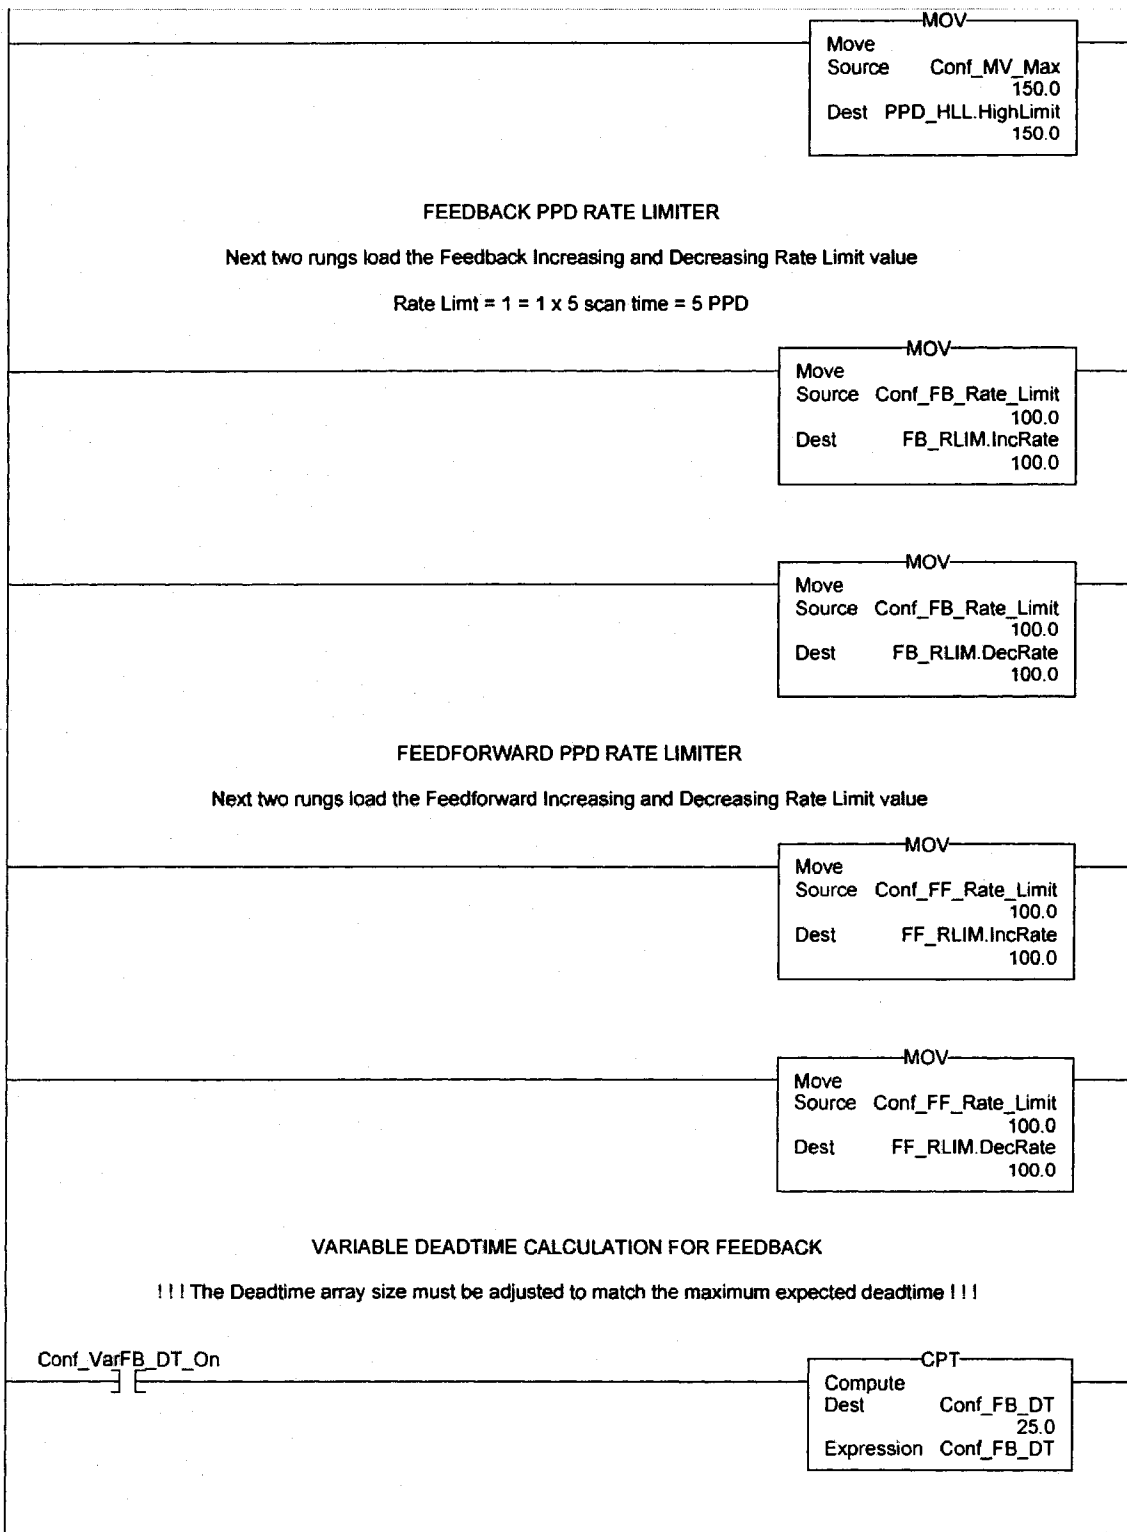 MOV
Move
Source Conf_MV_Max
150.0
Dest PPD_HLL.HighLimit
150.0
FEEDBACK PPD RATE LIMITER
Next two rungs load the Feedback Increasing and Decreasing Rate Limit value
Rate Limt = 1 = 1 x 5 scan time = 5 PPD
MOV
Move
Source Conf_FB_Rate_Limit
100.0
Dest FB_RLIM.IncRate
100.0
MOV
Move
Source Conf_FB_Rate_Limit
100.0
Dest FB_RLIM.DecRate
100.0
FEEDFORWARD PPD RATE LIMITER
Next two rungs load the Feedforward Increasing and Decreasing Rate Limit value
MOV
Move
Source Conf_FF_Rate_Limit
100.0
Dest FF_RLIM.IncRate
100.0
MOV
Move
Source Conf_FF_Rate_Limit
100.0
Dest FF_RLIM.DecRate
100.0
VARIABLE DEADTIME CALCULATION FOR FEEDBACK
! ! ! The Deadtime array size must be adjusted to match the maximum expected deadtime ! ! !
Conf_VarFB_DT_On
CPT
Compute
Dest Conf_FB_DT
25.0
Expression Conf_FB_DT